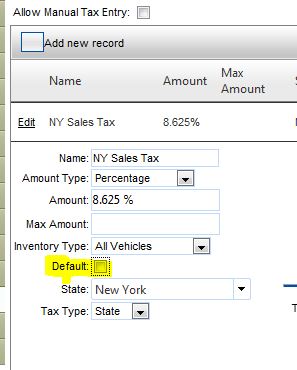 Allow Manual Tax Entry:
Add new record
Name Amount Max Amount
Edit NY Sales Tax 8.625%
Name: NY Sales Tax
Amount Type: Percentage
Amount: 8.625 %
Max Amount:
Inventory Type: All Vehicles
Default:
State: New York
Tax Type: State